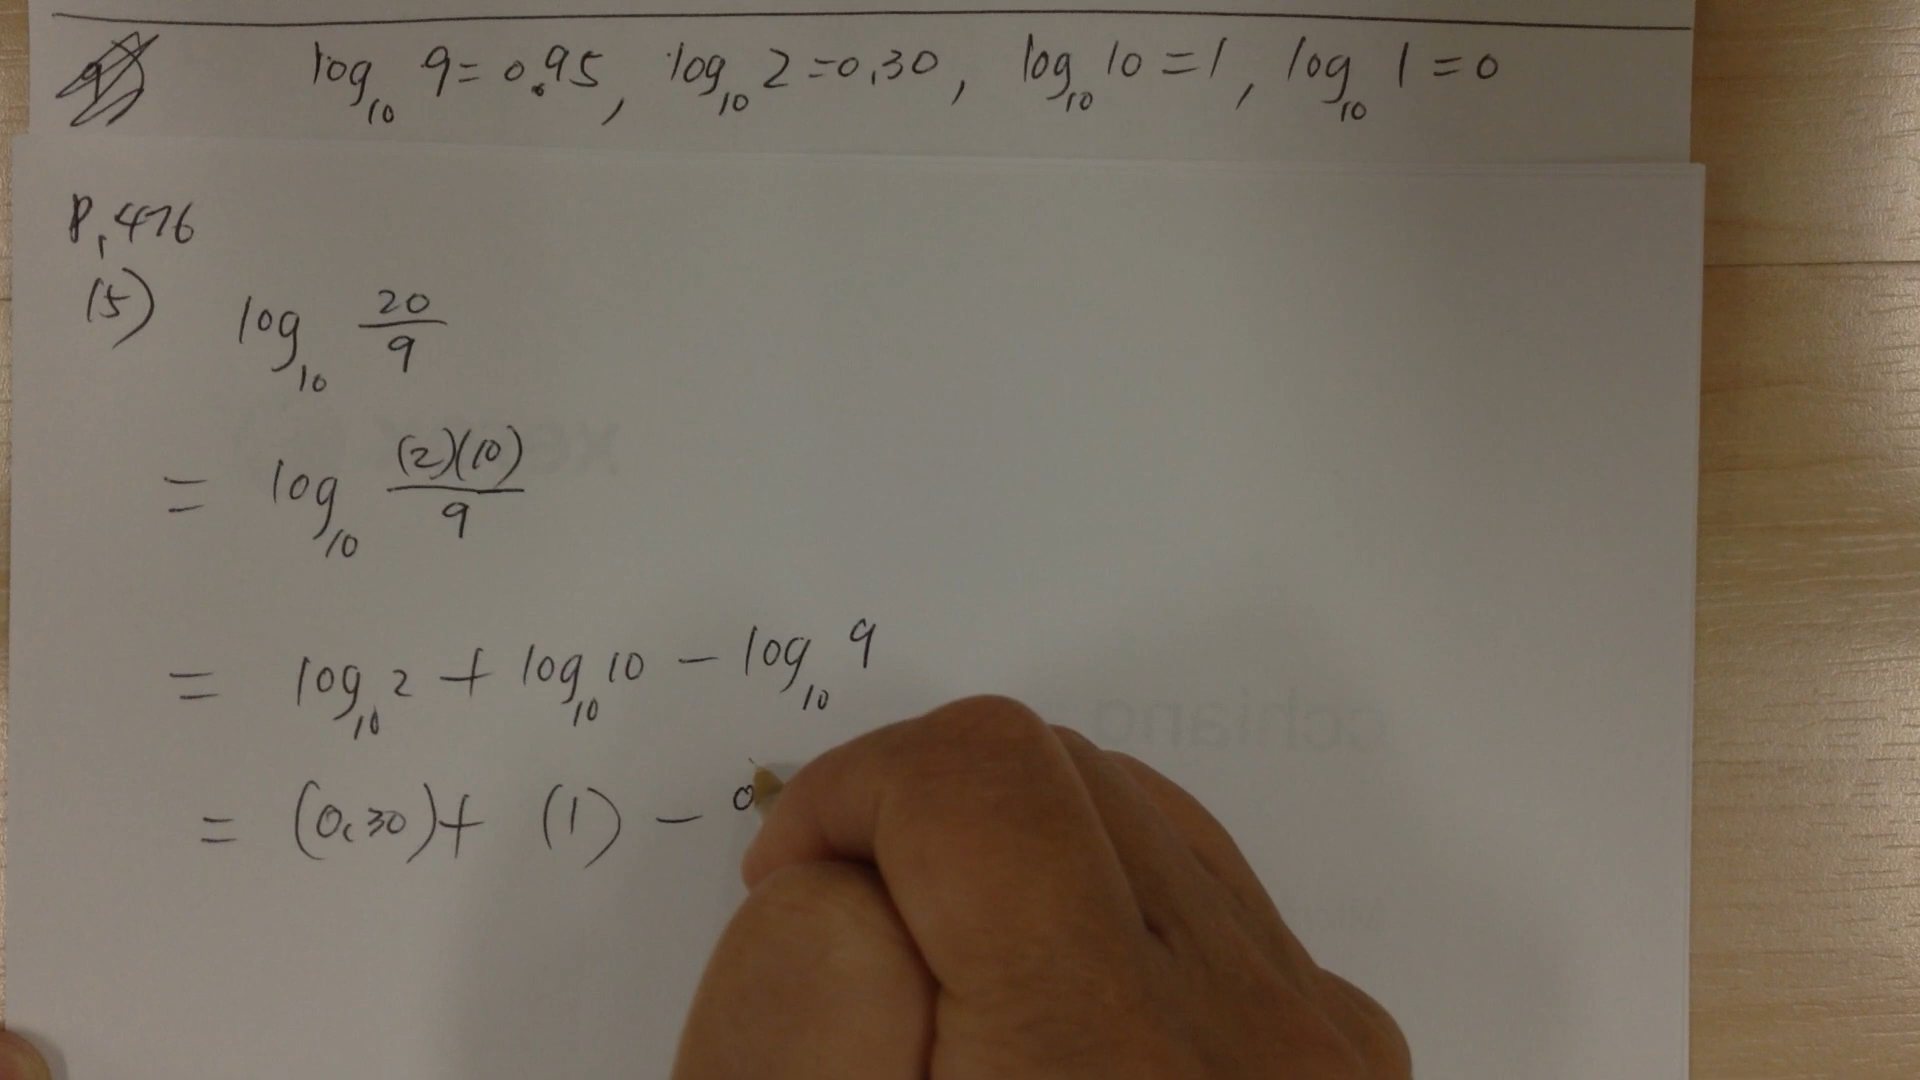 log₁₀ 9 = 0.95, log₁₀ 2 = 0.30, log₁₀ 10 = 1, log₁₀ 1 = 0
P. 476
(5) log₁₀ 20/9
= log₁₀ (2)(10)/9
= log₁₀ 2 + log₁₀ 10 - log₁₀ 9
= (0.30) + (1) - 0